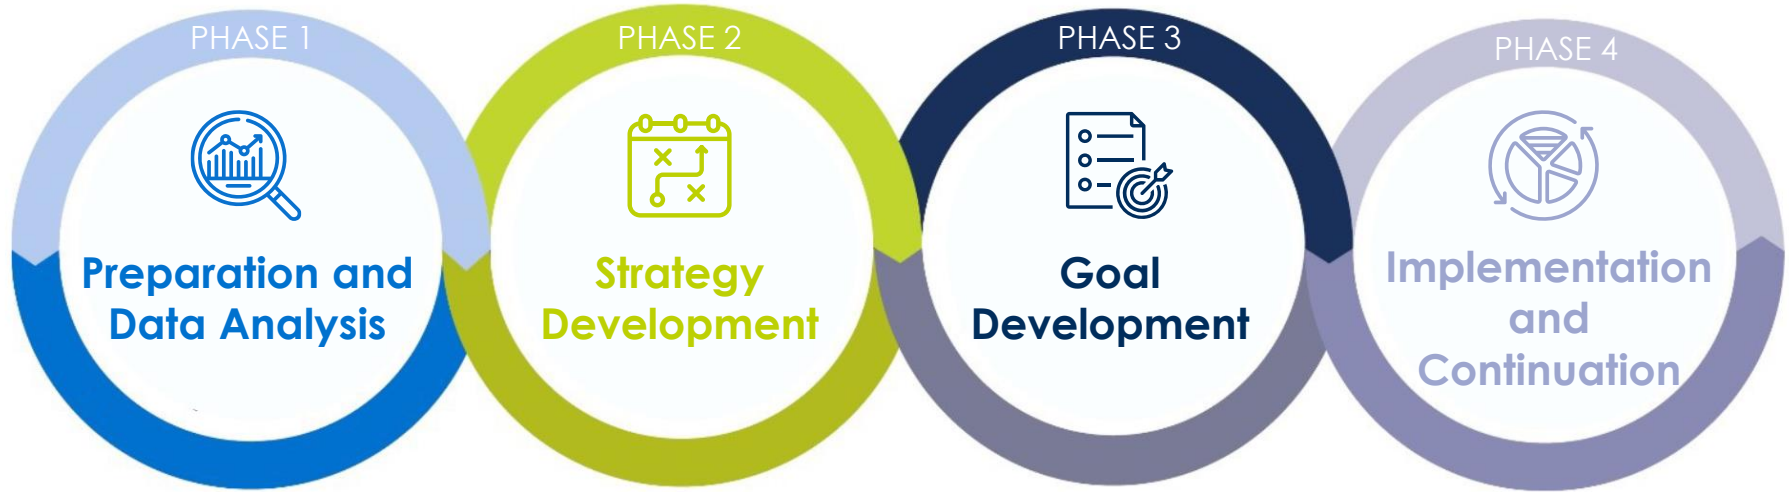 PHASE 1
Preparation and
Data Analysis
PHASE 2
Strategy
Development
PHASE 3
Goal
Development
PHASE 4
Implementation
and
Continuation